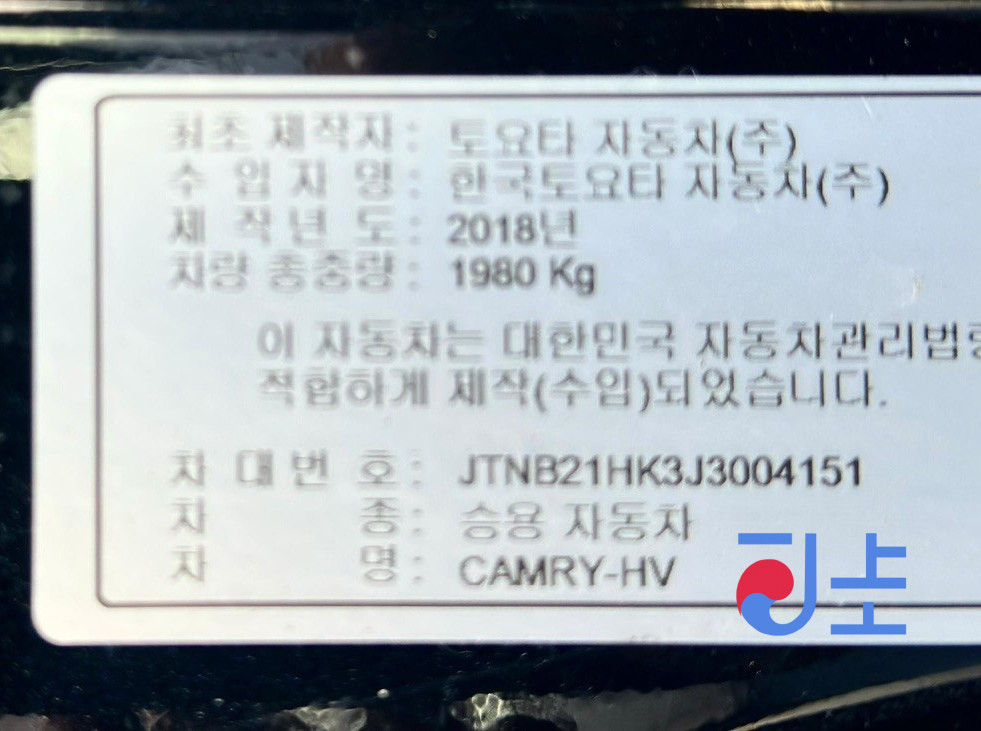 최초 제작자 : 토요타 자동차(주)
수 입 자 명 : 한국토요타 자동차(주)
제 작 년 도 : 2018년
차량 총중량 : 1980 Kg
이 자동차는 대한민국 자동차관리법령
적합하게 제작(수입)되었습니다.
차 대 번 호 : JTNB21HK3J3004151
차 종 : 승용 자동차
차 명 : CAMRY-HV